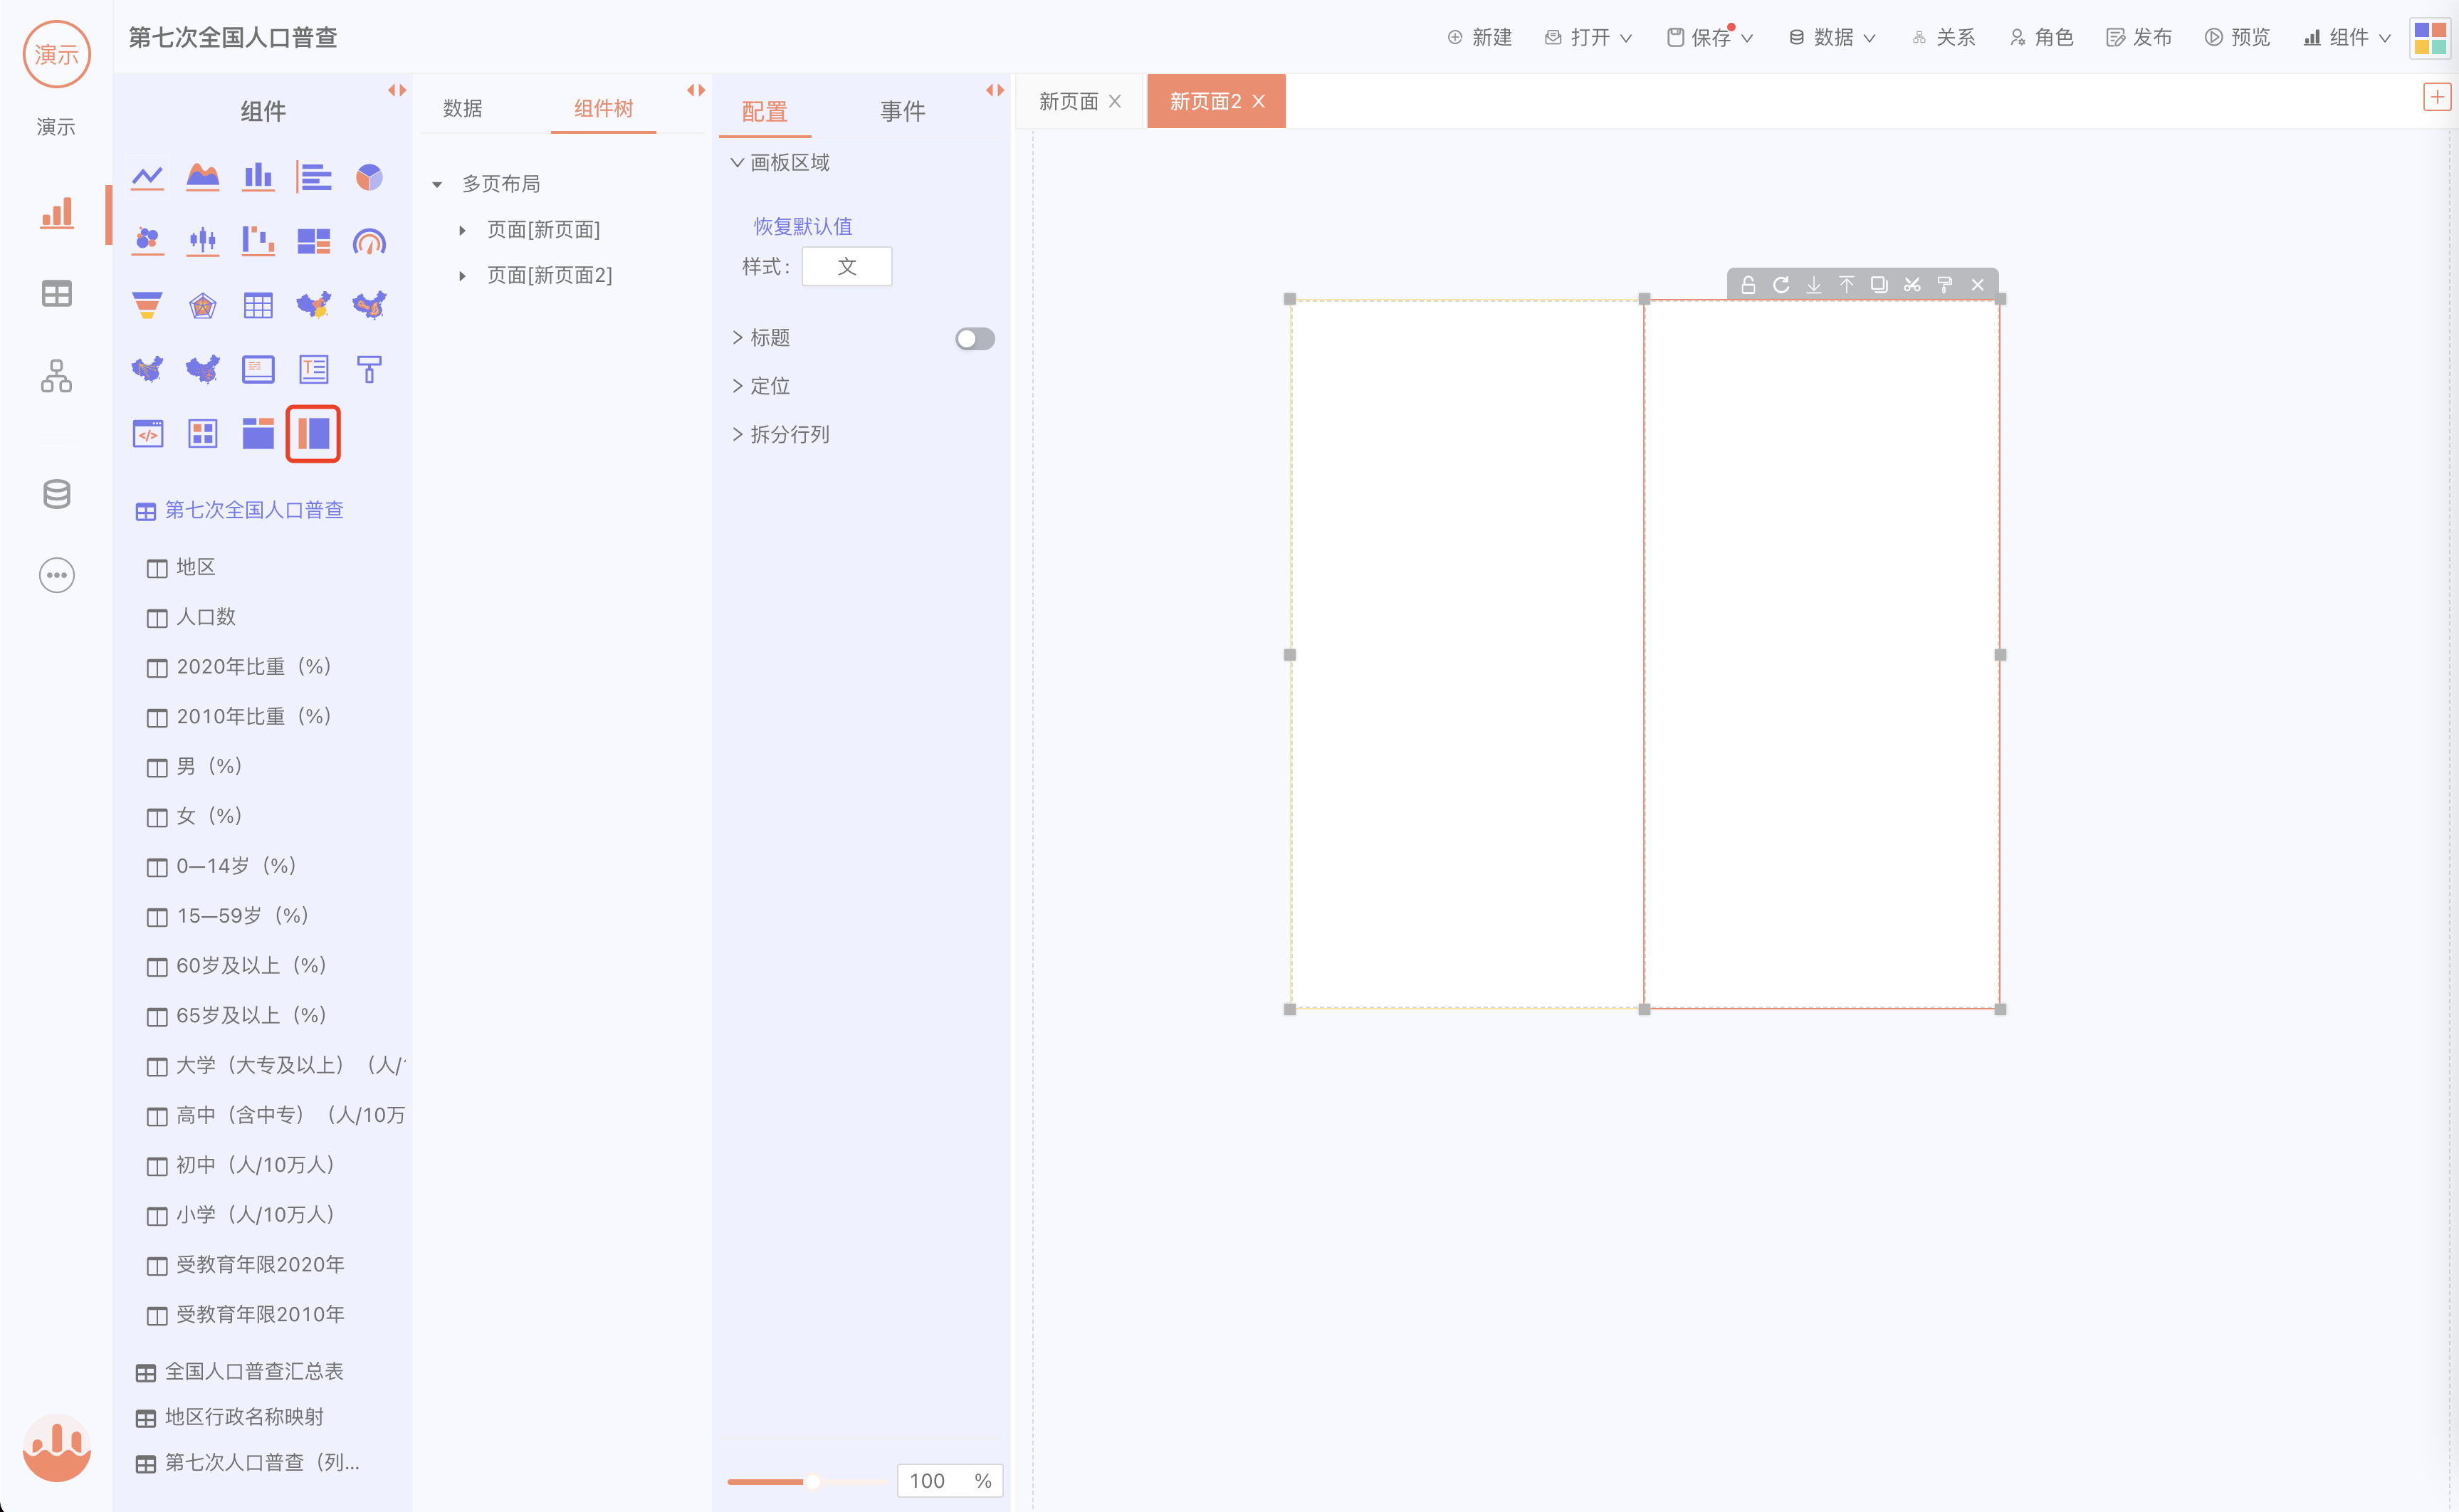 演示
演示
第七次全国人口普查
新建
打开
保存
数据
关系
角色
发布
预览
组件
组件
数据
组件树
多页布局
页面[新页面]
页面[新页面2]
配置
事件
画板区域
恢复默认值
样式：
文
标题
定位
拆分行列
新页面
新页面2
第七次全国人口普查
地区
人口数
2020年比重（%）
2010年比重（%）
男（%）
女（%）
0—14岁（%）
15—59岁（%）
60岁及以上（%）
65岁及以上（%）
大学（大专及以上）（人/
高中（含中专）（人/10万
初中（人/10万人）
小学（人/10万人）
受教育年限2020年
受教育年限2010年
全国人口普查汇总表
地区行政名称映射
第七次人口普查（列...
100 %